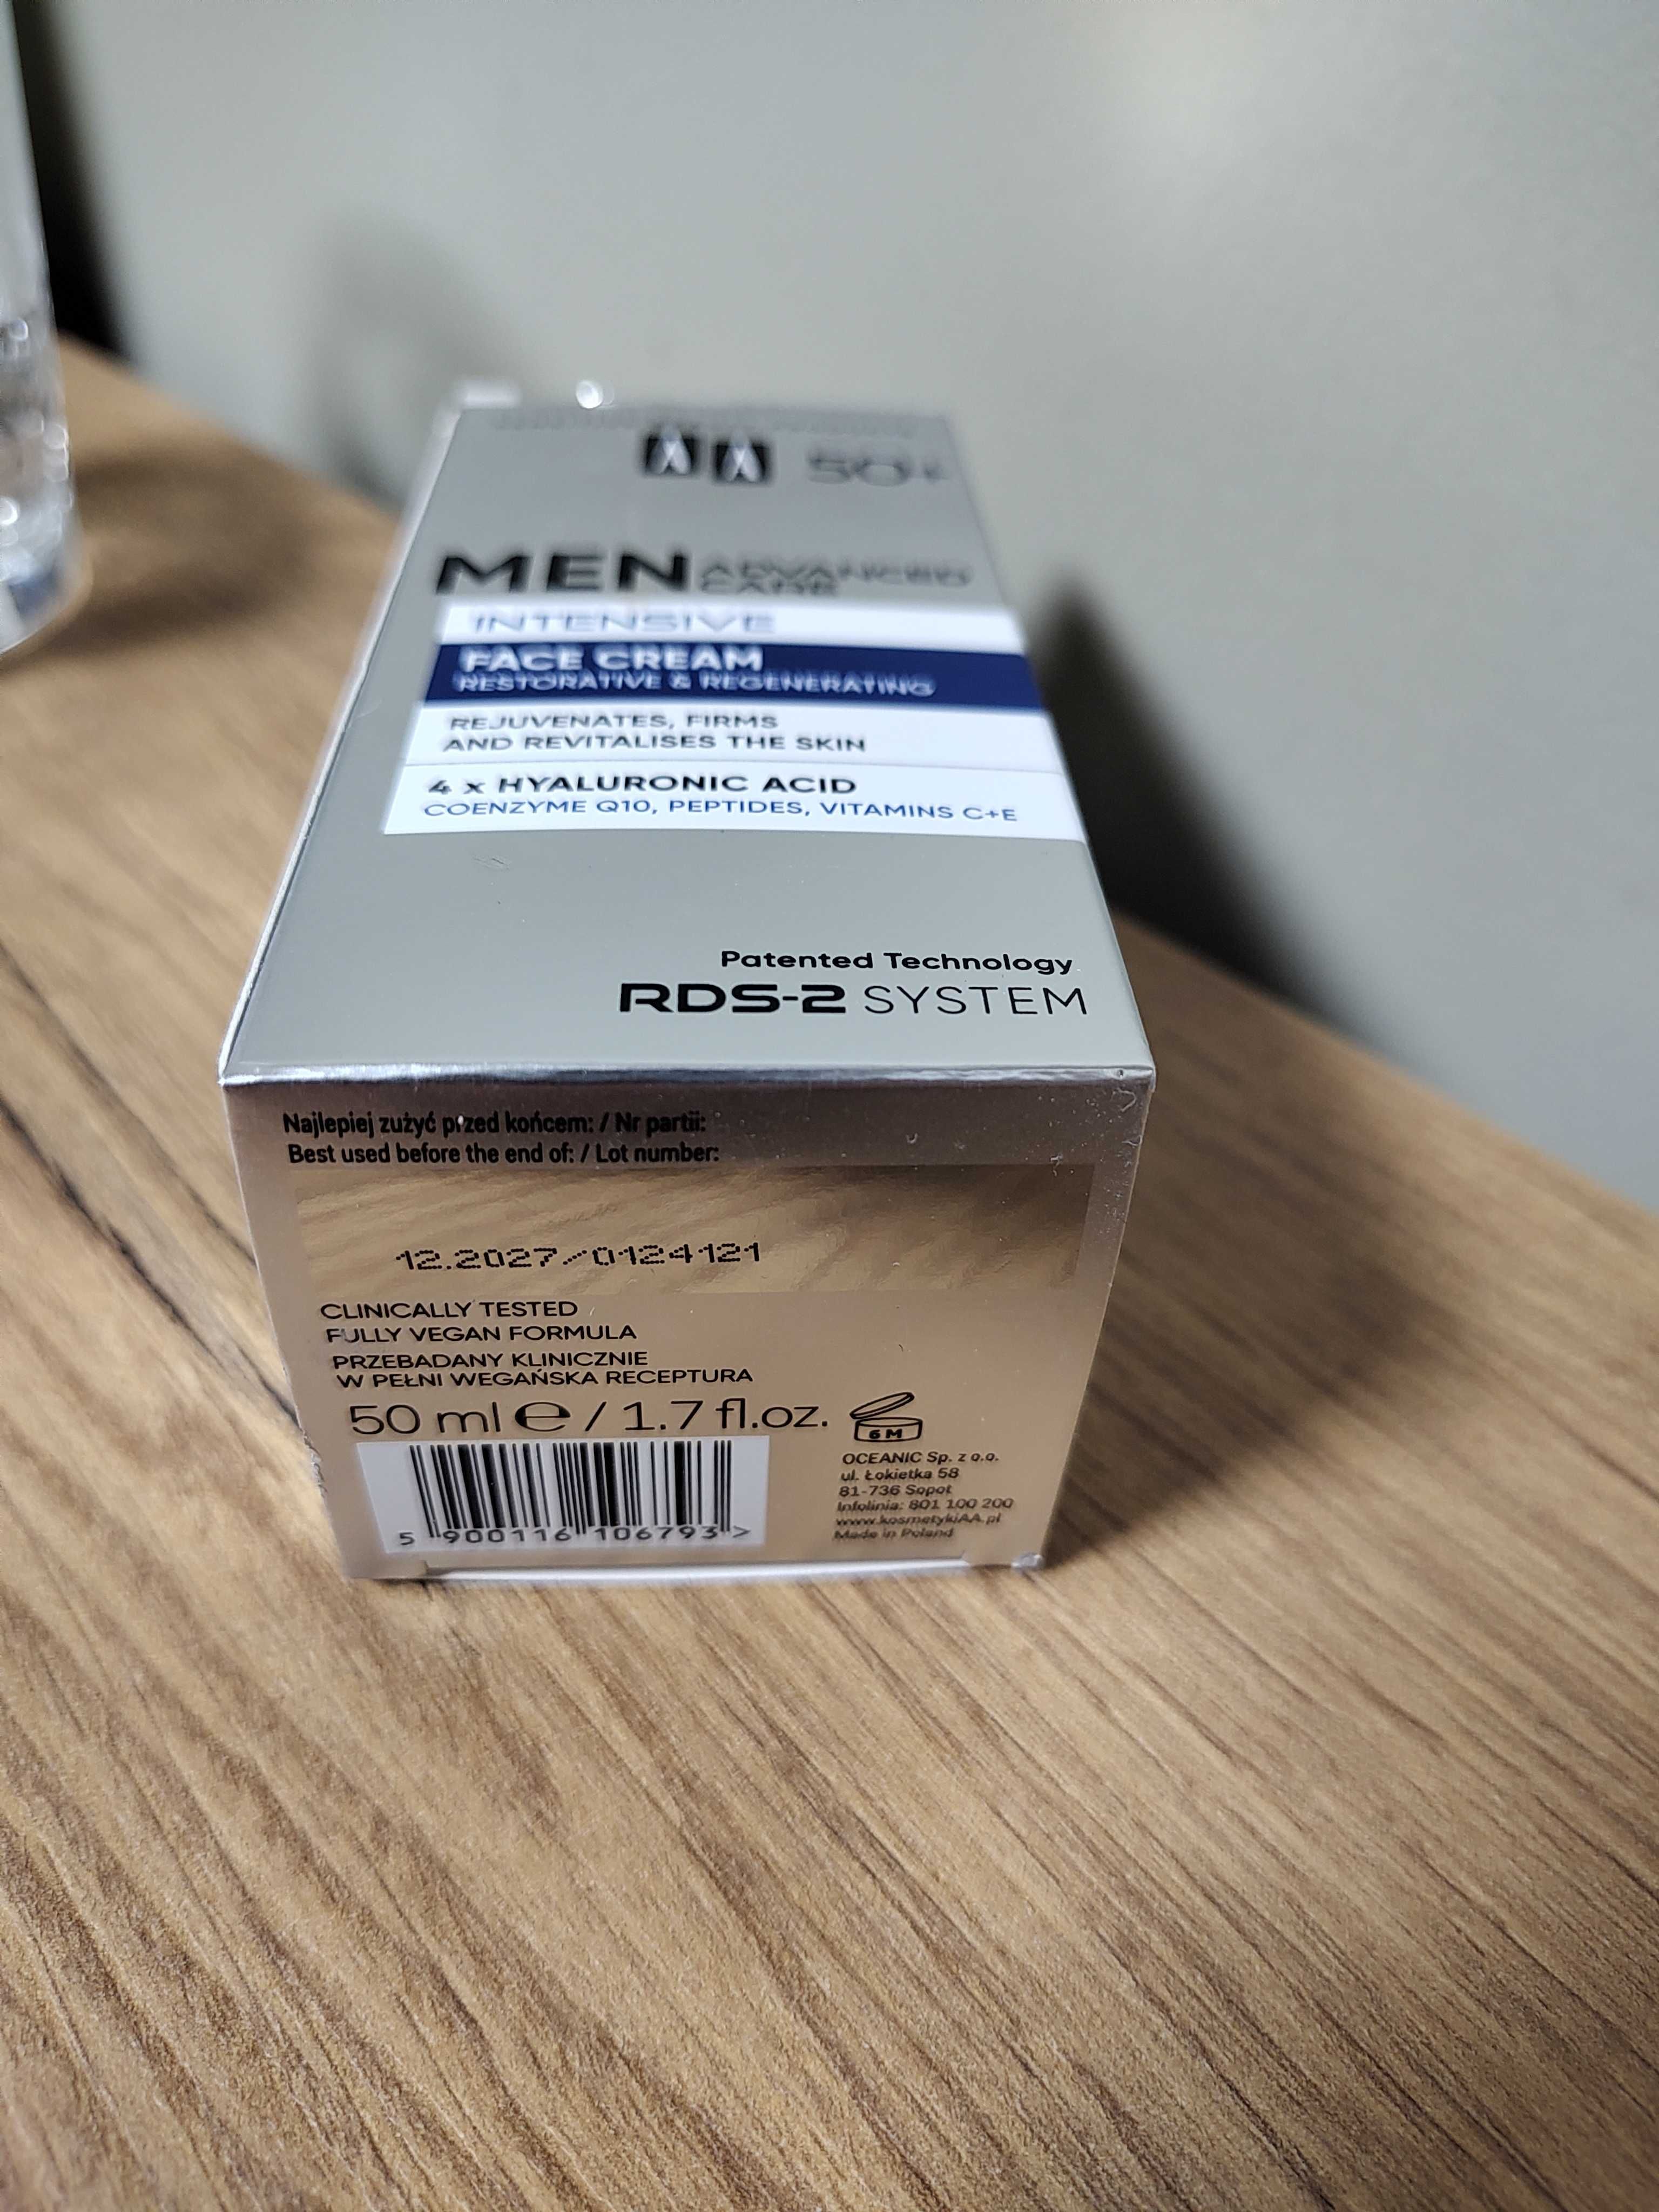 AA 50+
MEN ADVANCED
CARE
INTENSIVE
FACE CREAM
RESTORATIVE & REGENERATING
REJUVENATES, FIRMS
AND REVITALISES THE SKIN
4 x HYALURONIC ACID
COENZYME Q10, PEPTIDES, VITAMINS C+E
Patented Technology
RDS-2 SYSTEM
Najlepiej zużyć przed końcem: / Nr partii:
Best used before the end of: / Lot number:
12.2027/0124121
CLINICALLY TESTED
FULLY VEGAN FORMULA
PRZEBADANY KLINICZNIE
W PEŁNI WEGAŃSKA RECEPTURA
50 ml e / 1.7 fl.oz.
6 M
OCEANIC Sp. z o.o.
ul. Łokietka 58
81-736 Sopot
Infolinia: 801 100 200
www.kosmetykiAA.pl
Made in Poland
5 900116 106793 >